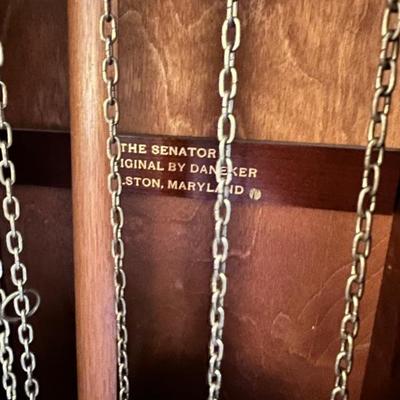 THE SENATOR
IGINAL BY DANEKER
LSTON, MARYLAND